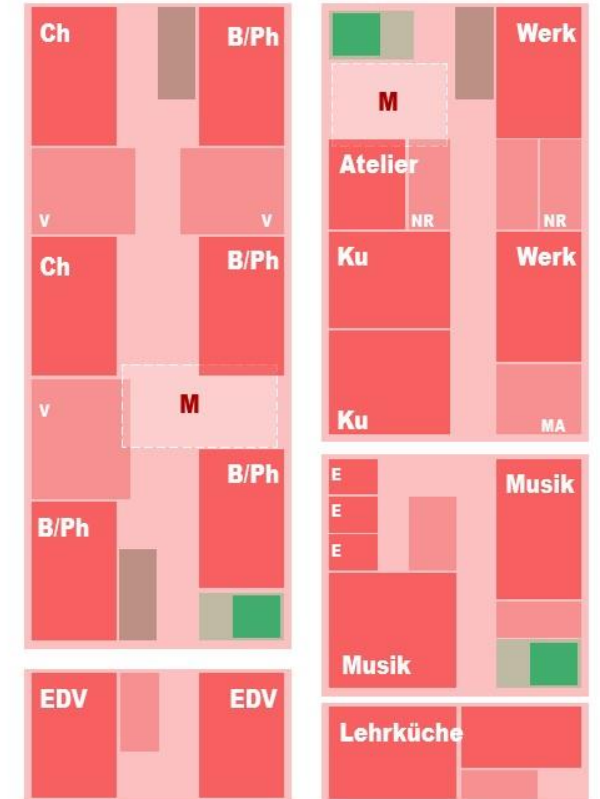 Ch
B/Ph
V
V
Ch
B/Ph
M
V
B/Ph
B/Ph
EDV
EDV
Werk
M
Atelier
NR
NR
Ku
Werk
Ku
MA
E
Musik
E
E
Musik
Lehrküche